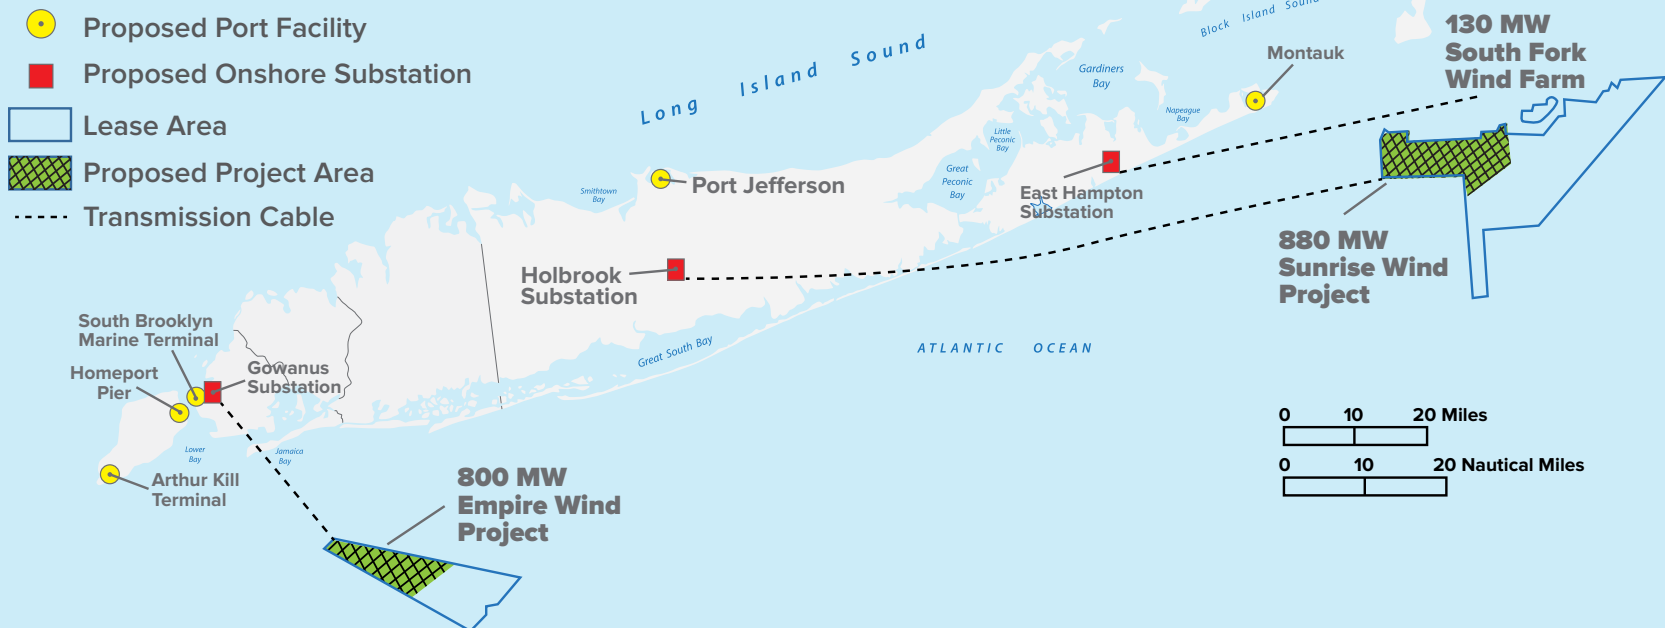 Proposed Port Facility
Proposed Onshore Substation
Lease Area
Proposed Project Area
Transmission Cable
Long Island Sound
Block Island Sound
130 MW
South Fork
Wind Farm
Montauk
Gardiners
Bay
Napeague
Bay
Little
Peconic
Bay
Great
Peconic
Bay
Smithtown
Bay
Port Jefferson
East Hampton
Substation
Holbrook
Substation
880 MW
Sunrise Wind
Project
South Brooklyn
Marine Terminal
Homeport
Pier
Gowanus
Substation
Great South Bay
ATLANTIC OCEAN
Lower
Bay
Jamaica
Bay
Arthur Kill
Terminal
800 MW
Empire Wind
Project
0 10 20 Miles
0 10 20 Nautical Miles